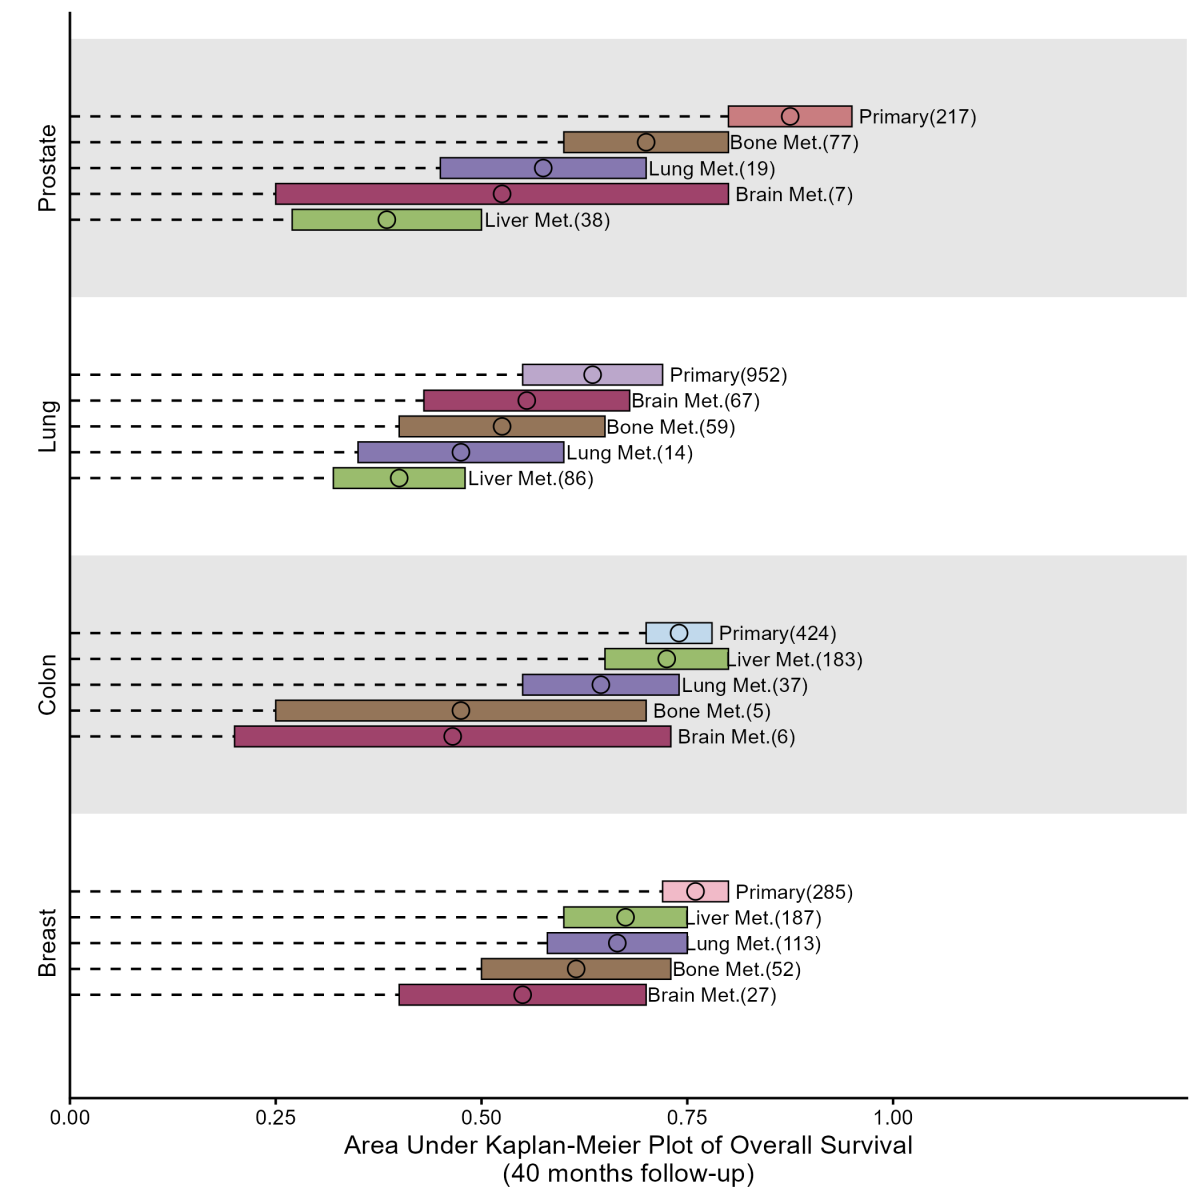 Prostate
Primary(217)
Bone Met.(77)
Lung Met.(19)
Brain Met.(7)
Liver Met.(38)
Lung
Primary(952)
Brain Met.(67)
Bone Met.(59)
Lung Met.(14)
Liver Met.(86)
Colon
Primary(424)
Liver Met.(183)
Lung Met.(37)
Bone Met.(5)
Brain Met.(6)
Breast
Primary(285)
Liver Met.(187)
Lung Met.(113)
Bone Met.(52)
Brain Met.(27)
0.00 0.25 0.50 0.75 1.00
Area Under Kaplan-Meier Plot of Overall Survival
(40 months follow-up)